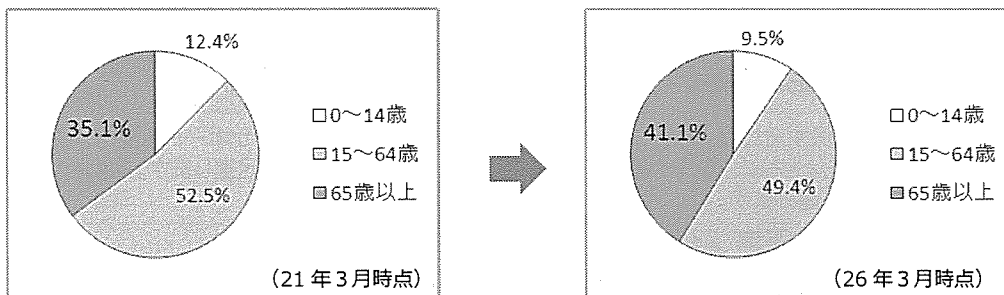 12.4%
35.1%
52.5%
□0～14歳
□15～64歳
■65歳以上
（21年3月時点）
9.5%
41.1%
49.4%
□0～14歳
□15～64歳
■65歳以上
（26年3月時点）